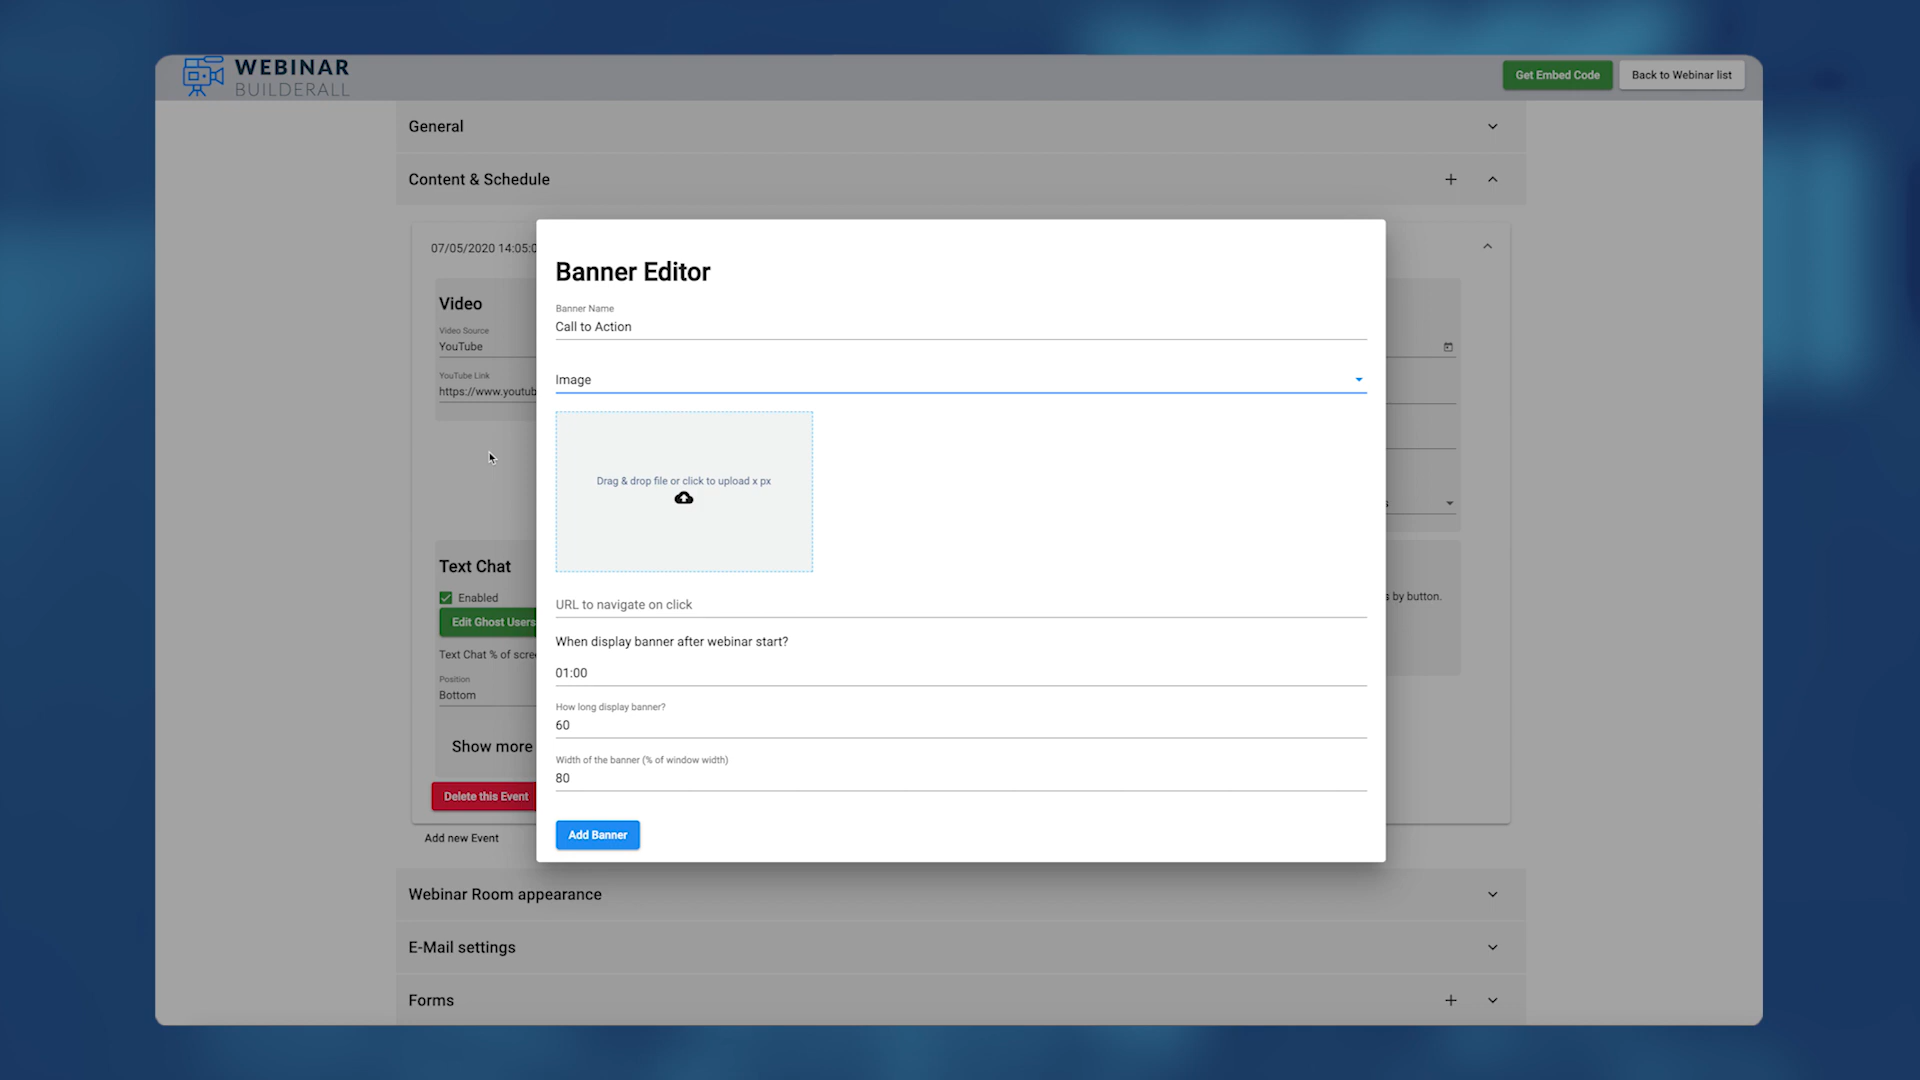 WEBINAR
BUILDERALL
Get Embed Code
Back to Webinar list
General
Content & Schedule
07/05/2020 14:05:0
Video
Video Source
YouTube
YouTube Link
https://www.youtub
Text Chat
Enabled
Edit Ghost Users
Text Chat % of scre
Position
Bottom
Show more
Delete this Event
Add new Event
Banner Editor
Banner Name
Call to Action
Image
Drag & drop file or click to upload x px
URL to navigate on click
When display banner after webinar start?
01:00
How long display banner?
60
Width of the banner (% of window width)
80
Add Banner
s
s by button.
Webinar Room appearance
E-Mail settings
Forms